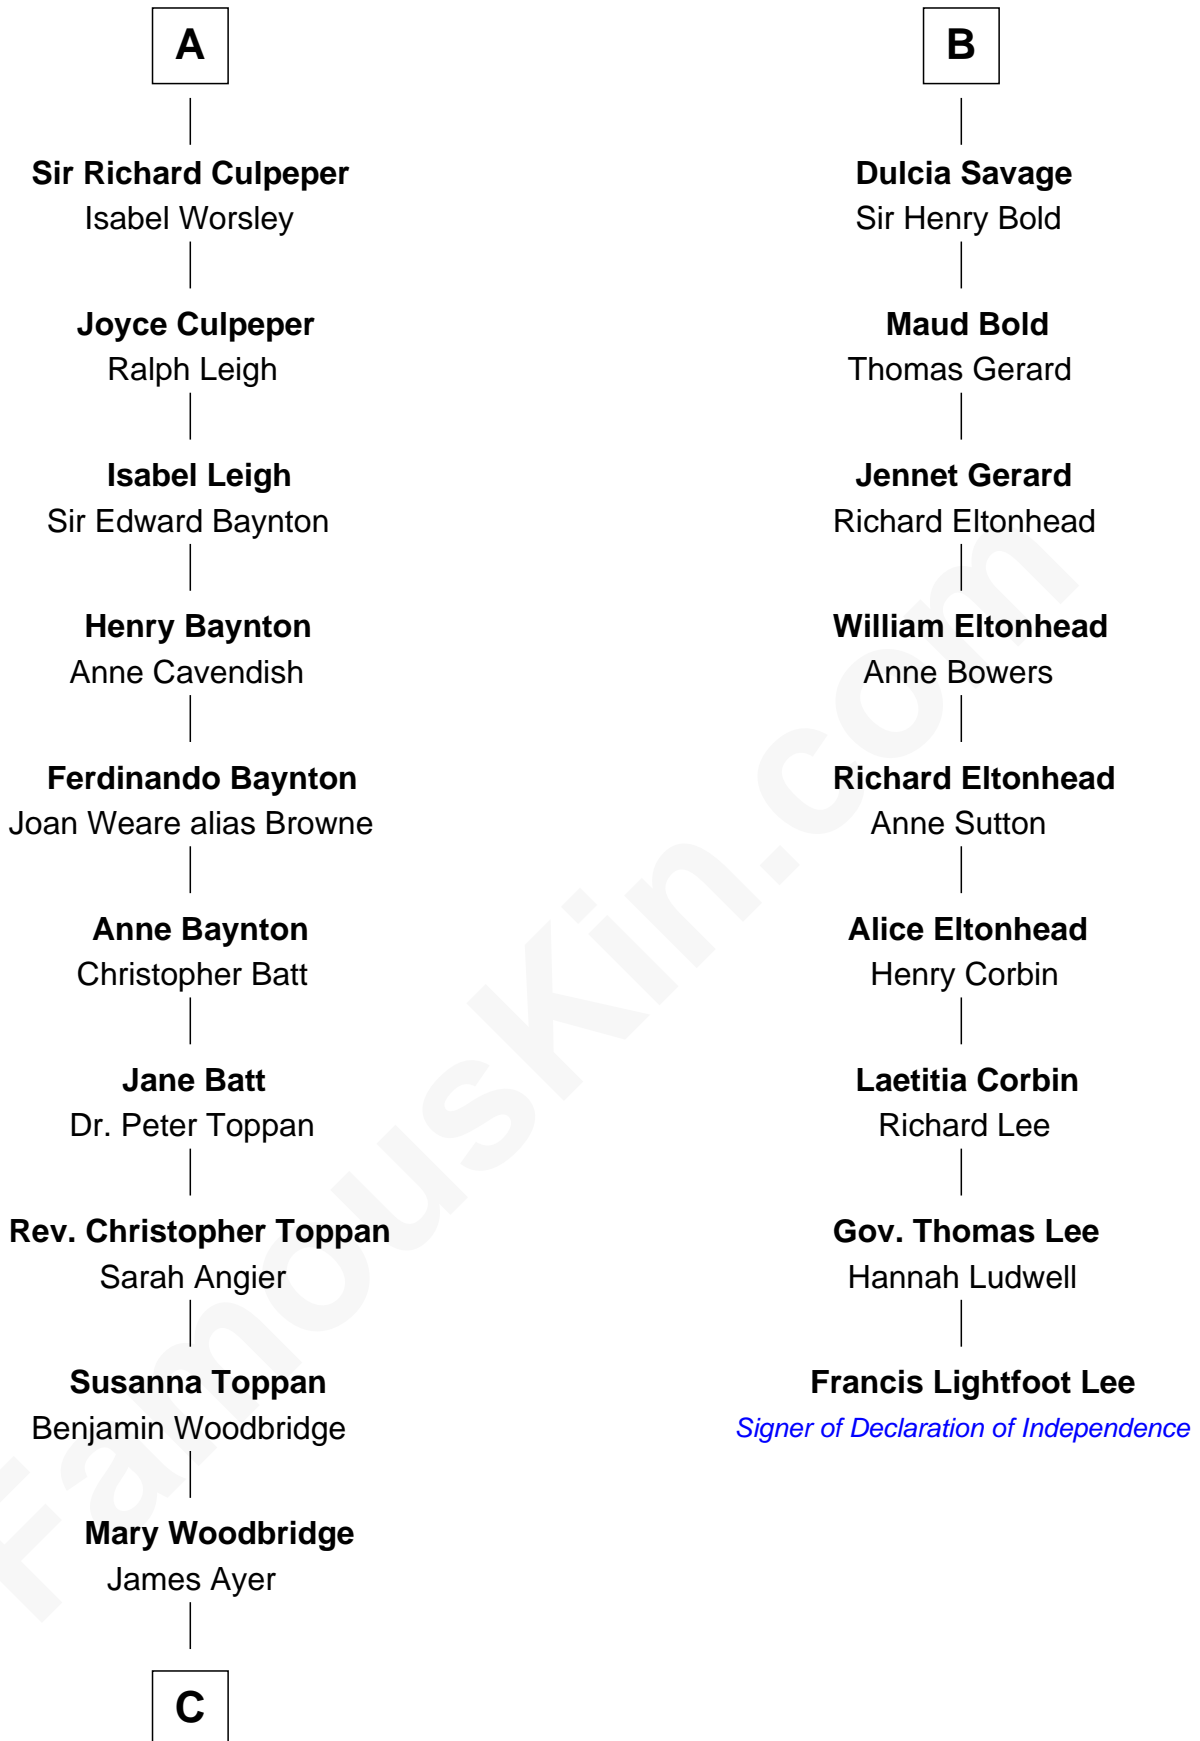 A
Sir Richard Culpeper
Isabel Worsley
Joyce Culpeper
Ralph Leigh
Isabel Leigh
Sir Edward Baynton
Henry Baynton
Anne Cavendish
Ferdinando Baynton
Joan Weare alias Browne
Anne Baynton
Christopher Batt
Jane Batt
Dr. Peter Toppan
Rev. Christopher Toppan
Sarah Angier
Susanna Toppan
Benjamin Woodbridge
Mary Woodbridge
James Ayer
C
B
Dulcia Savage
Sir Henry Bold
Maud Bold
Thomas Gerard
Jennet Gerard
Richard Eltonhead
William Eltonhead
Anne Bowers
Richard Eltonhead
Anne Sutton
Alice Eltonhead
Henry Corbin
Laetitia Corbin
Richard Lee
Gov. Thomas Lee
Hannah Ludwell
Francis Lightfoot Lee
Signer of Declaration of Independence
FamousKin.com